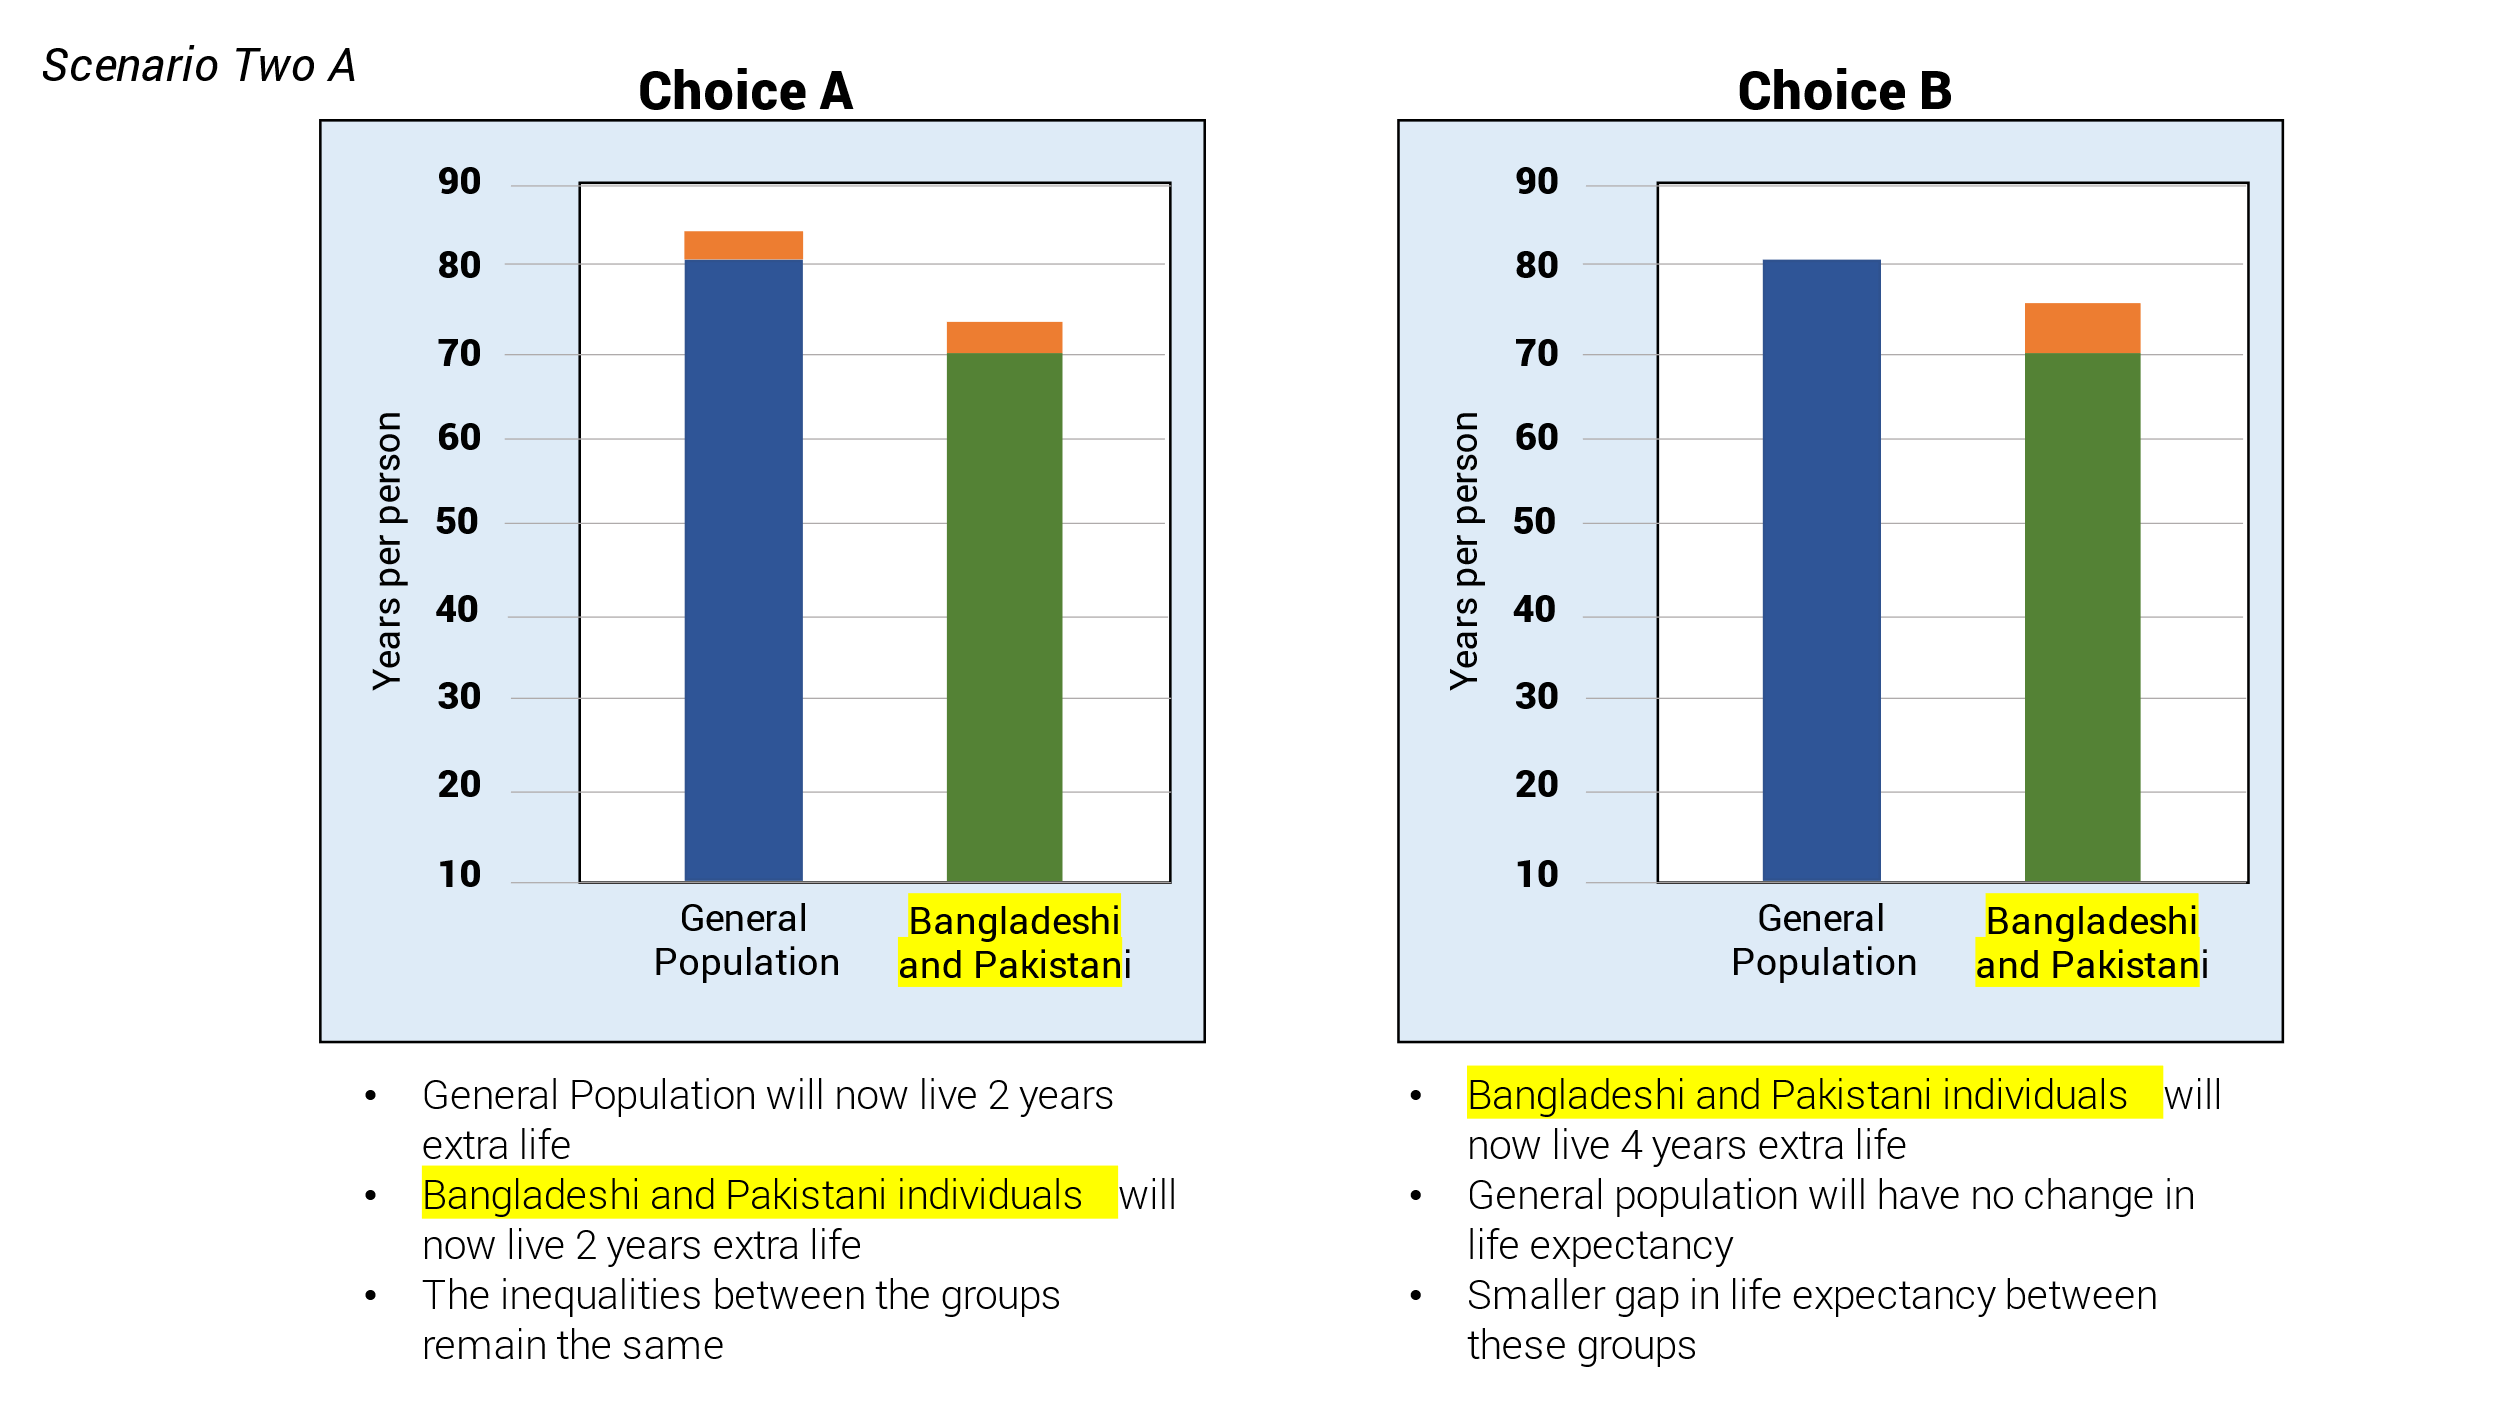 Scenario Two A
Choice A
90
80
70
60
50
40
30
20
10
Years per person
General
Population
Bangladeshi
and Pakistani
• General Population will now live 2 years
extra life
• Bangladeshi and Pakistani individuals will
now live 2 years extra life
• The inequalities between the groups
remain the same
Choice B
90
80
70
60
50
40
30
20
10
Years per person
General
Population
Bangladeshi
and Pakistani
• Bangladeshi and Pakistani individuals will
now live 4 years extra life
• General population will have no change in
life expectancy
• Smaller gap in life expectancy between
these groups